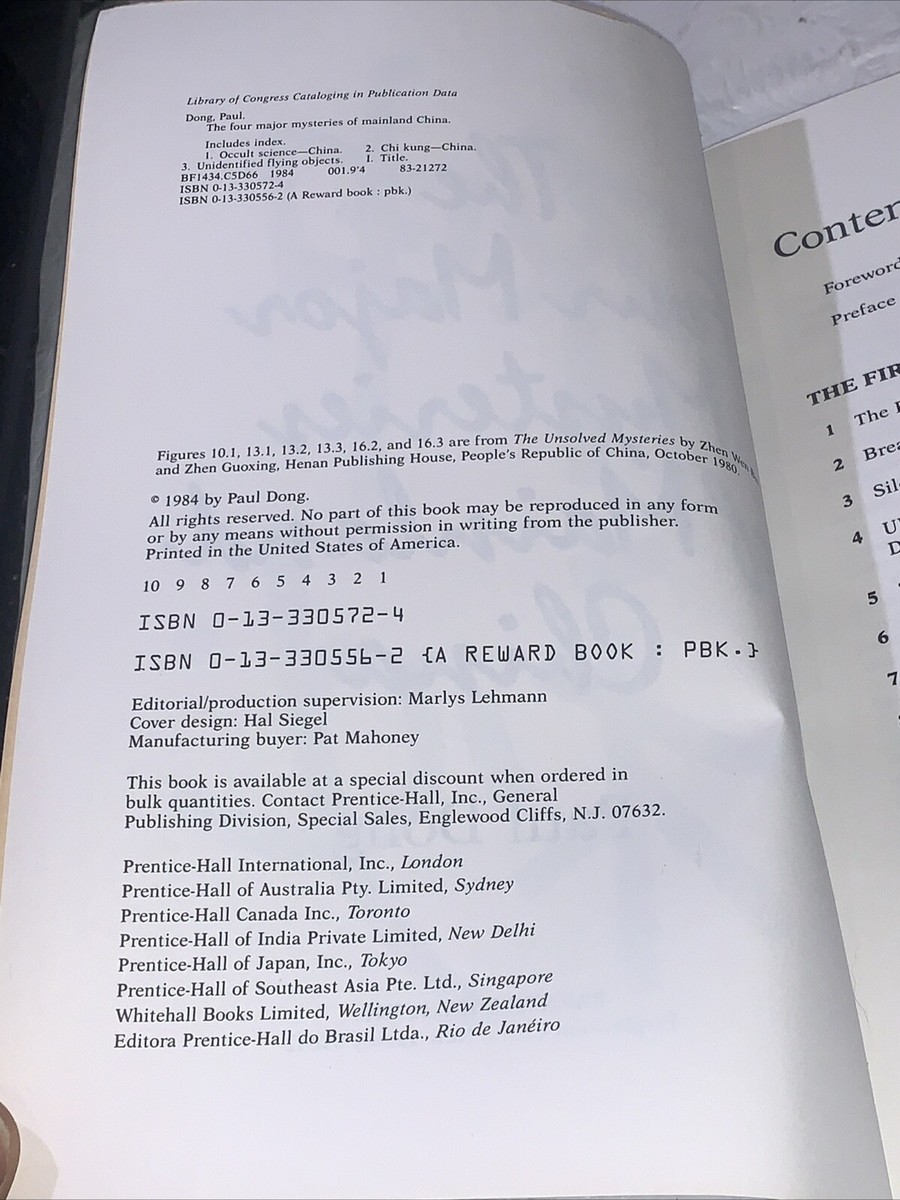 Library of Congress Cataloging in Publication Data
Dong, Paul.
The four major mysteries of mainland China.
Includes index.
1. Occult science—China. 2. Chi kung—China.
3. Unidentified flying objects. I. Title.
BF1434.C5D66 1984 001.9'4 83-21272
ISBN 0-13-330572-4
ISBN 0-13-330556-2 (A Reward book : pbk.)
Figures 10.1, 13.1, 13.2, 13.3, 16.2, and 16.3 are from The Unsolved Mysteries by Zhen
and Zhen Guoxing, Henan Publishing House, People's Republic of China, October 1980.
© 1984 by Paul Dong.
All rights reserved. No part of this book may be reproduced in any form
or by any means without permission in writing from the publisher.
Printed in the United States of America.
10 9 8 7 6 5 4 3 2 1
ISBN 0-13-330572-4
ISBN 0-13-330556-2 {A REWARD BOOK : PBK.}
Editorial/production supervision: Marlys Lehmann
Cover design: Hal Siegel
Manufacturing buyer: Pat Mahoney
This book is available at a special discount when ordered in
bulk quantities. Contact Prentice-Hall, Inc., General
Publishing Division, Special Sales, Englewood Cliffs, N.J. 07632.
Prentice-Hall International, Inc., London
Prentice-Hall of Australia Pty. Limited, Sydney
Prentice-Hall Canada Inc., Toronto
Prentice-Hall of India Private Limited, New Delhi
Prentice-Hall of Japan, Inc., Tokyo
Prentice-Hall of Southeast Asia Pte. Ltd., Singapore
Whitehall Books Limited, Wellington, New Zealand
Editora Prentice-Hall do Brasil Ltda., Rio de Janéiro
Conter
Foreword
Preface
THE FIR
1 The
2 Brea
3 Sil
4 U
D
5
6
7